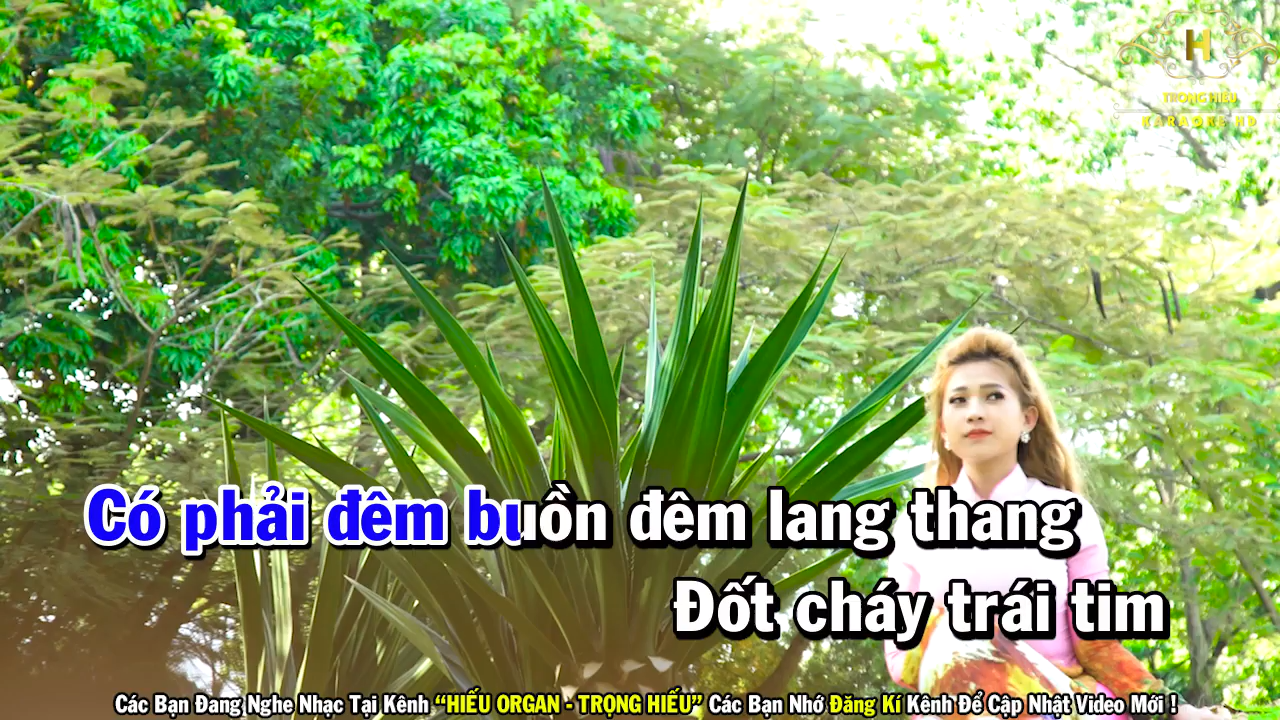 H
TRỌNG HIẾU
KARAOKE HD
Có phải đêm buồn đêm lang thang
Đốt cháy trái tim
Các Bạn Đang Nghe Nhạc Tại Kênh “HIẾU ORGAN - TRỌNG HIẾU” Các Bạn Nhớ Đăng Kí Kênh Để Cập Nhật Video Mới !